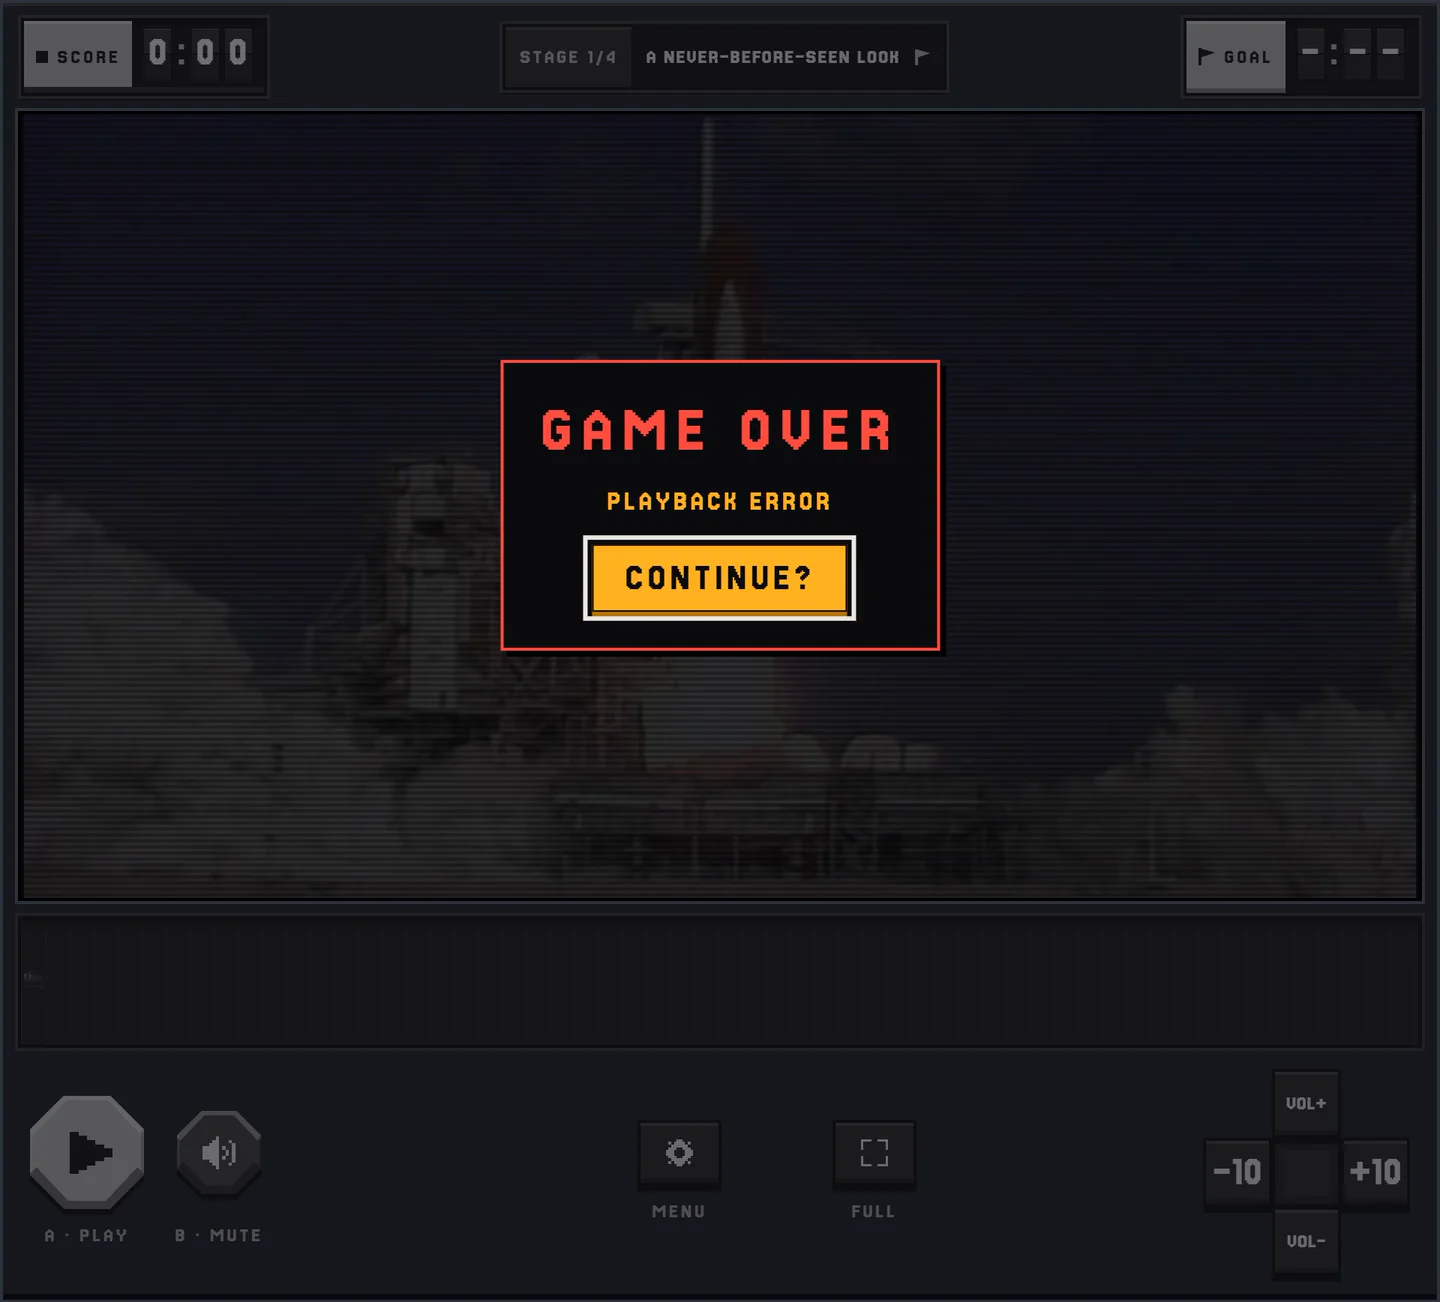 SCORE 0:00
STAGE 1/4 A NEVER-BEFORE-SEEN LOOK
GOAL -:--
GAME OVER
PLAYBACK ERROR
CONTINUE?
A · PLAY
B · MUTE
MENU
FULL
VOL+
-10
+10
VOL-